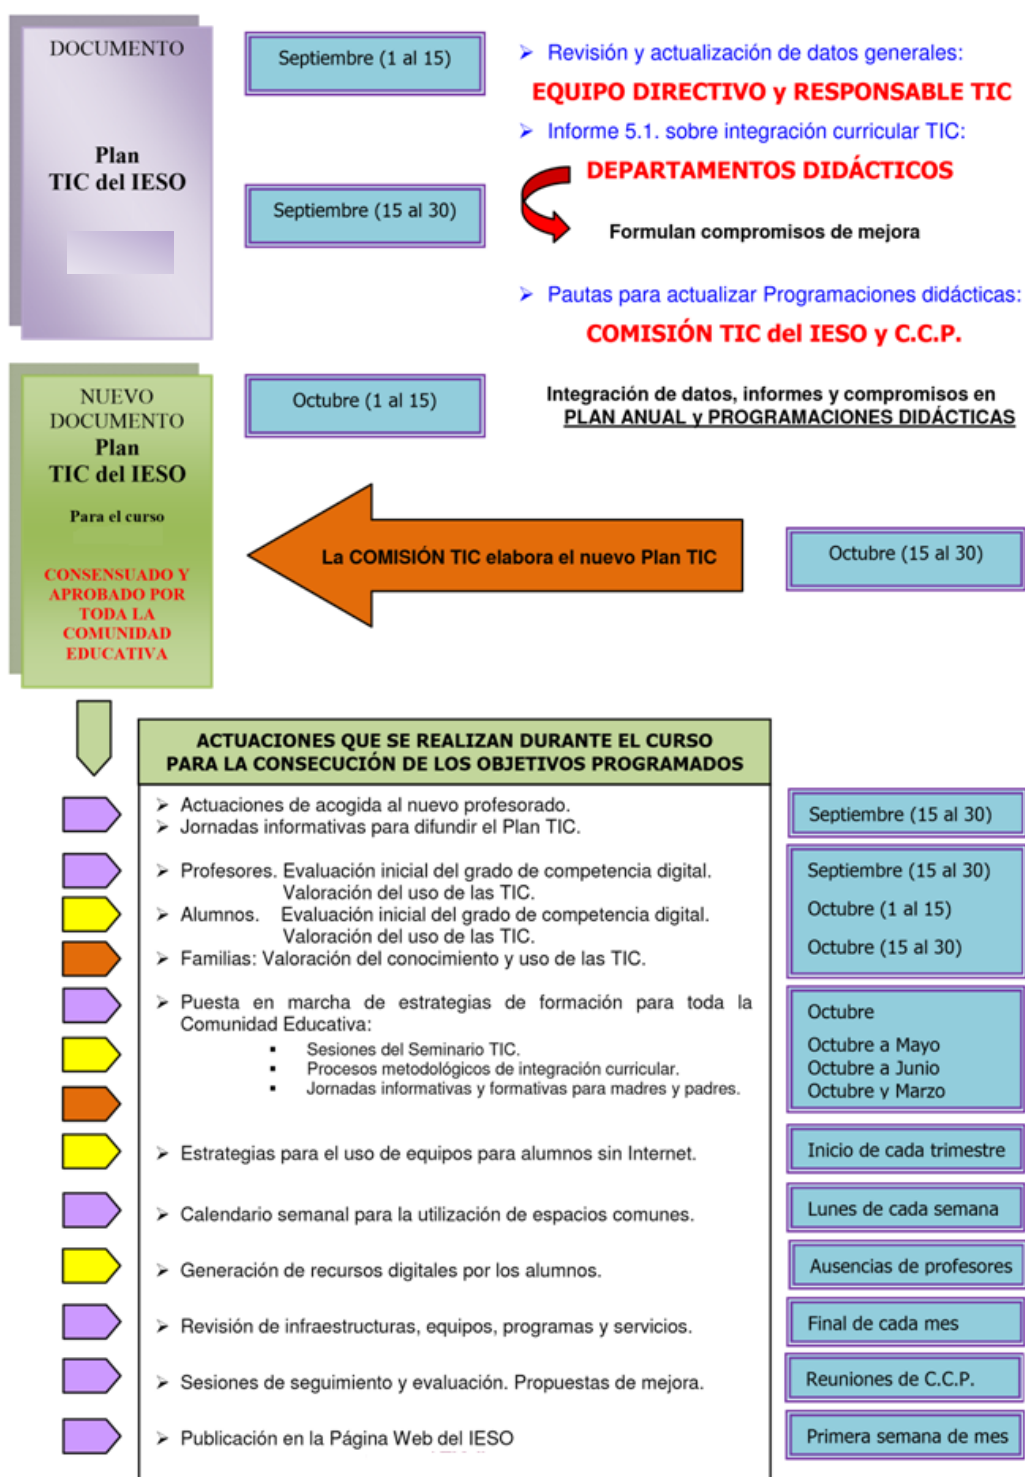 DOCUMENTO
Plan
TIC del IESO
Septiembre (1 al 15)
➢ Revisión y actualización de datos generales:
EQUIPO DIRECTIVO y RESPONSABLE TIC
➢ Informe 5.1. sobre integración curricular TIC:
DEPARTAMENTOS DIDÁCTICOS
Septiembre (15 al 30)
Formulan compromisos de mejora
➢ Pautas para actualizar Programaciones didácticas:
COMISIÓN TIC del IESO y C.C.P.
NUEVO
DOCUMENTO
Plan
TIC del IESO
Para el curso
CONSENSUADO Y
APROBADO POR
TODA LA
COMUNIDAD
EDUCATIVA
Octubre (1 al 15)
Integración de datos, informes y compromisos en
PLAN ANUAL y PROGRAMACIONES DIDÁCTICAS
La COMISIÓN TIC elabora el nuevo Plan TIC
Octubre (15 al 30)
ACTUACIONES QUE SE REALIZAN DURANTE EL CURSO
PARA LA CONSECUCIÓN DE LOS OBJETIVOS PROGRAMADOS
➢ Actuaciones de acogida al nuevo profesorado.
➢ Jornadas informativas para difundir el Plan TIC.
Septiembre (15 al 30)
➢ Profesores. Evaluación inicial del grado de competencia digital.
Valoración del uso de las TIC.
➢ Alumnos. Evaluación inicial del grado de competencia digital.
Valoración del uso de las TIC.
➢ Familias: Valoración del conocimiento y uso de las TIC.
Septiembre (15 al 30)
Octubre (1 al 15)
Octubre (15 al 30)
➢ Puesta en marcha de estrategias de formación para toda la
Comunidad Educativa:
▪ Sesiones del Seminario TIC.
▪ Procesos metodológicos de integración curricular.
▪ Jornadas informativas y formativas para madres y padres.
Octubre
Octubre a Mayo
Octubre a Junio
Octubre y Marzo
➢ Estrategias para el uso de equipos para alumnos sin Internet.
Inicio de cada trimestre
➢ Calendario semanal para la utilización de espacios comunes.
Lunes de cada semana
➢ Generación de recursos digitales por los alumnos.
Ausencias de profesores
➢ Revisión de infraestructuras, equipos, programas y servicios.
Final de cada mes
➢ Sesiones de seguimiento y evaluación. Propuestas de mejora.
Reuniones de C.C.P.
➢ Publicación en la Página Web del IESO
Primera semana de mes